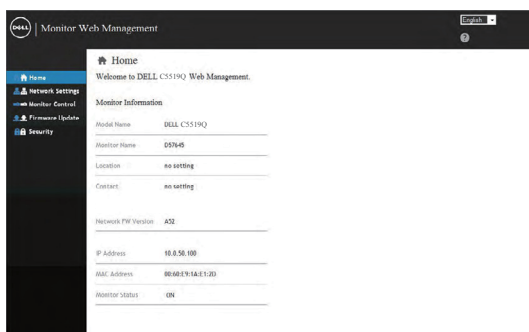 DELL Monitor Web Management
English
Home
Welcome to DELL C5519Q Web Management.
Home
Network Settings
Monitor Control
Firmware Update
Security
Monitor Information
Model Name DELL C5519Q
Monitor Name D57645
Location no setting
Contact no setting
Network FW Version A52
IP Address 10.0.50.100
MAC Address 00:60:E9:1A:E1:2D
Monitor Status ON